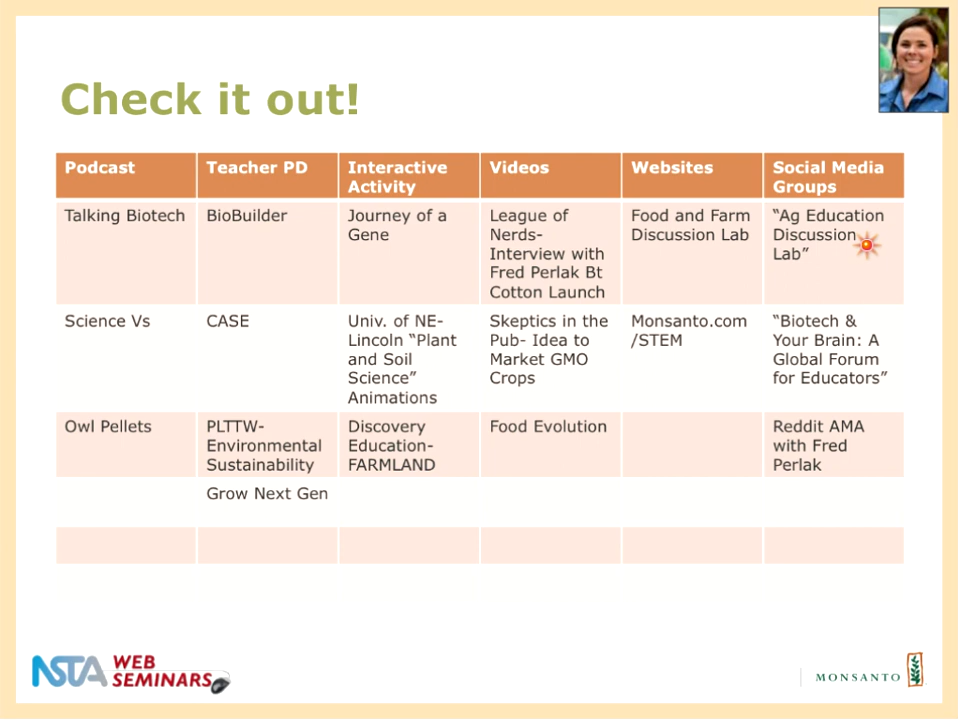 Check it out!
Podcast
Teacher PD
Interactive
Activity
Videos
Websites
Social Media
Groups
Talking Biotech
BioBuilder
Journey of a
Gene
League of
Nerds-
Interview with
Fred Perlak Bt
Cotton Launch
Food and Farm
Discussion Lab
“Ag Education
Discussion
Lab”
Science Vs
CASE
Univ. of NE-
Lincoln “Plant
and Soil
Science”
Animations
Skeptics in the
Pub- Idea to
Market GMO
Crops
Monsanto.com
/STEM
“Biotech &
Your Brain: A
Global Forum
for Educators”
Owl Pellets
PLTTW-
Environmental
Sustainability
Discovery
Education-
FARMLAND
Food Evolution
Reddit AMA
with Fred
Perlak
Grow Next Gen
NSTA WEB
SEMINARS
MONSANTO